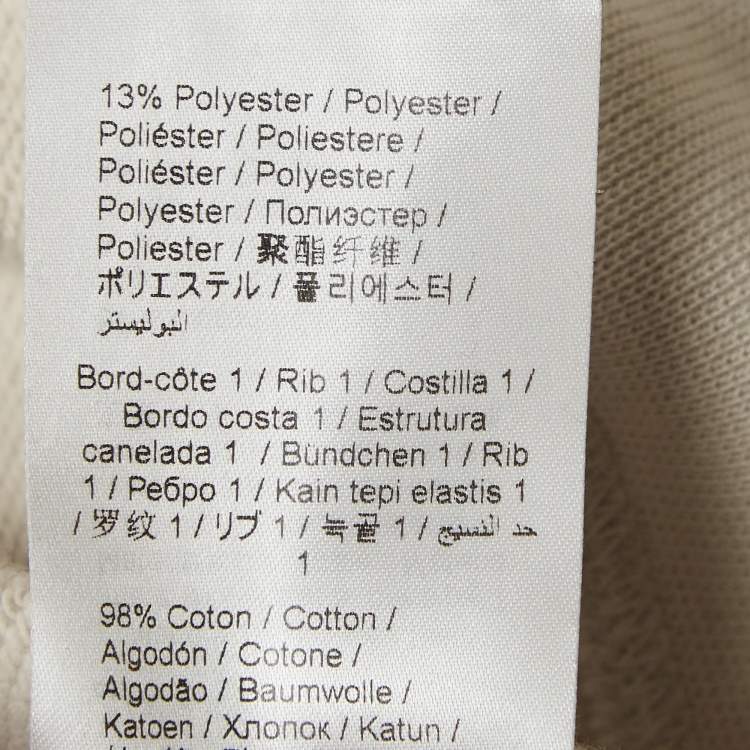 13% Polyester / Polyester /
Poliéster / Poliestere /
Poliéster / Polyester /
Polyester / Полиэстер /
Poliester / 聚酯纤维 /
ポリエステル / 폴리에스터 /
البوليستر
Bord-côte 1 / Rib 1 / Costilla 1 /
Bordo costa 1 / Estrutura
canelada 1 / Bündchen 1 / Rib
1 / Ребро 1 / Kain tepi elastis 1
/ 罗纹 1 / リブ 1 / 늑골 1 / حد النسيج
1
98% Coton / Cotton /
Algodón / Cotone /
Algodão / Baumwolle /
Katoen / Хлопок / Katun /